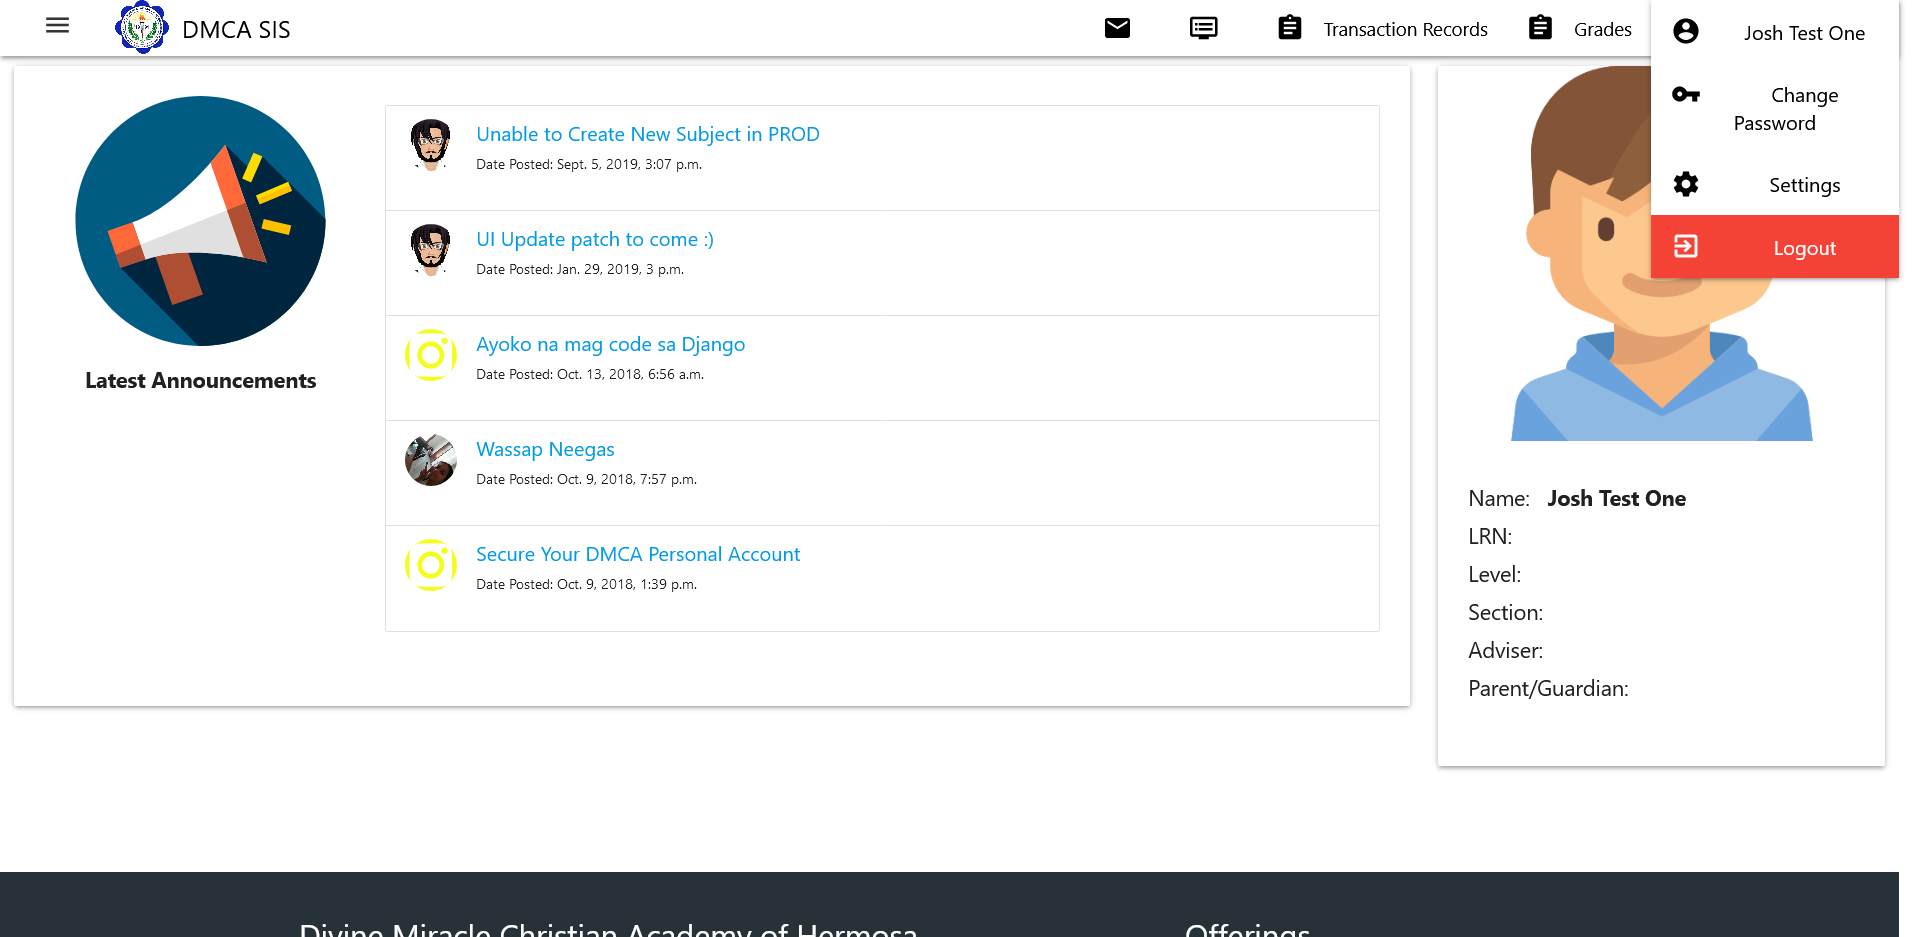 DMCA SIS
Transaction Records
Grades
Josh Test One
Change
Password
Settings
Logout
Latest Announcements
Unable to Create New Subject in PROD
Date Posted: Sept. 5, 2019, 3:07 p.m.
UI Update patch to come :)
Date Posted: Jan. 29, 2019, 3 p.m.
Ayoko na mag code sa Django
Date Posted: Oct. 13, 2018, 6:56 a.m.
Wassap Neegas
Date Posted: Oct. 9, 2018, 7:57 p.m.
Secure Your DMCA Personal Account
Date Posted: Oct. 9, 2018, 1:39 p.m.
Name: Josh Test One
LRN:
Level:
Section:
Adviser:
Parent/Guardian:
Divine Miracle Christian Academy of Hermosa
Offerings